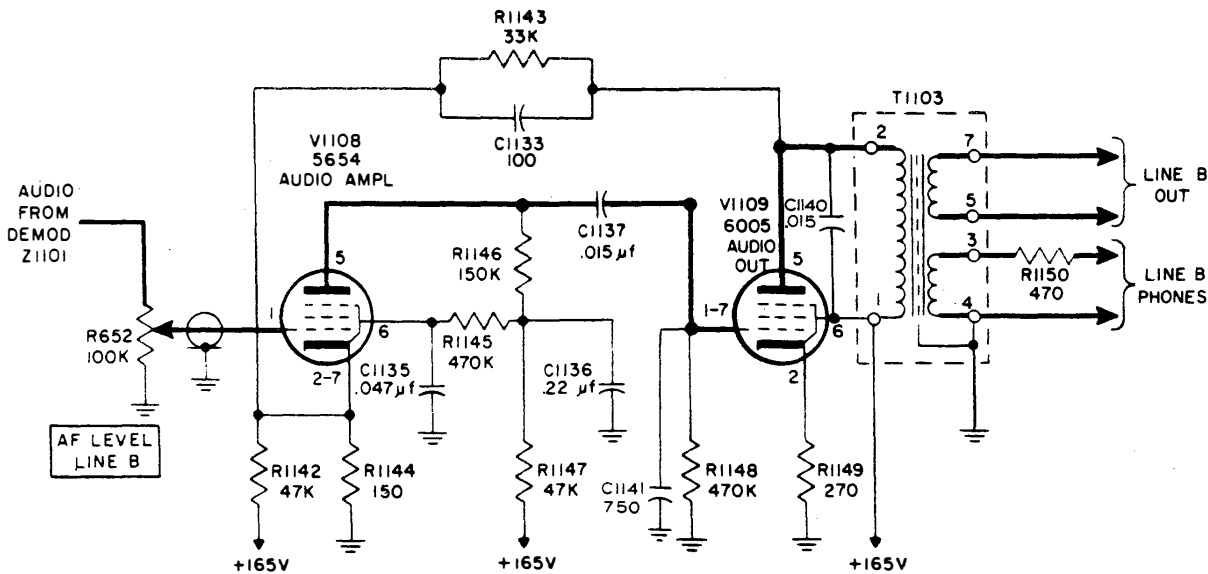 R1143
33K
C1133
100
T1103
2
7
5
3
4
1
LINE B
OUT
LINE B
PHONES
R1150
470
V1108
5654
AUDIO AMPL
AUDIO
FROM
DEMOD
Z1101
5
1
6
2-7
R652
100K
AF LEVEL
LINE B
C1137
.015µf
R1146
150K
R1145
470K
C1135
.047µf
C1136
.22 µf
V1109
6005
AUDIO
OUT
5
1-7
6
2
C1140
.015
R1142
47K
R1144
150
R1147
47K
C1141
750
R1148
470K
R1149
270
+165V
+165V
+165V